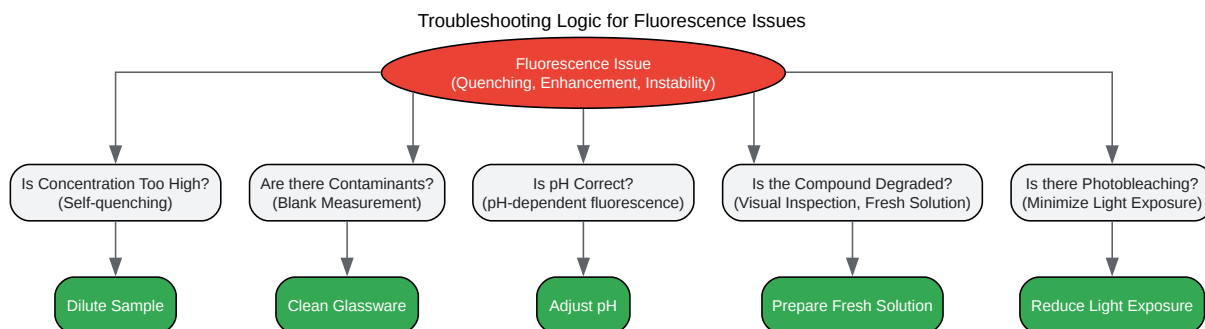 Troubleshooting Logic for Fluorescence Issues
Fluorescence Issue
(Quenching, Enhancement, Instability)
Is Concentration Too High?
(Self-quenching)
Are there Contaminants?
(Blank Measurement)
Is pH Correct?
(pH-dependent fluorescence)
Is the Compound Degraded?
(Visual Inspection, Fresh Solution)
Is there Photobleaching?
(Minimize Light Exposure)
Dilute Sample
Clean Glassware
Adjust pH
Prepare Fresh Solution
Reduce Light Exposure